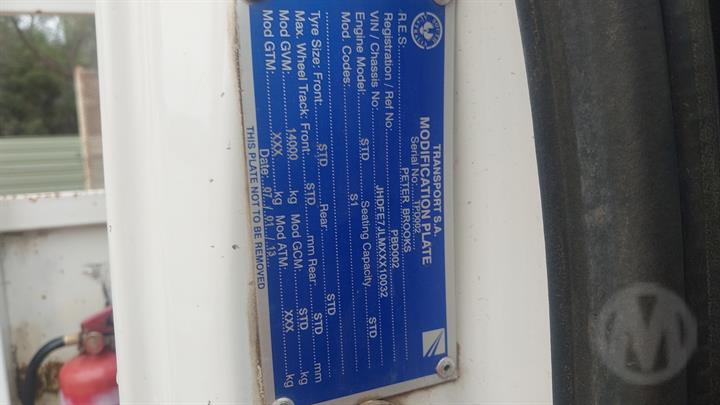 TRANSPORT S.A.
MODIFICATION PLATE
Serial No: TP0002
R.E.S: PETER BROOKS
Registration / Ref No: PBD002
VIN / Chassis No. JHDFE7JLMXXX10032
Engine Model: STD Seating Capacity STD
Mod. Codes: S1
Tyre Size: Front: STD Rear: STD
Max. Wheel Track: Front: STD mm Rear: STD mm
Mod GVM: 14000 kg Mod GCM: STD kg
Mod GTM: XXX kg Mod ATM: XXX kg
Date: 07 / 01 / 13
THIS PLATE NOT TO BE REMOVED
M